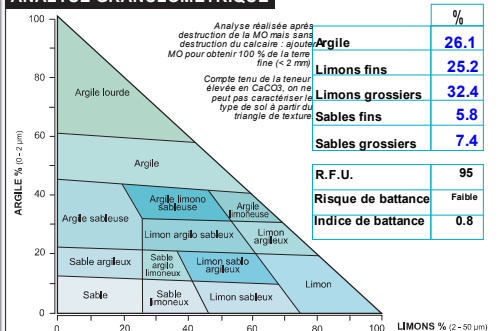 ANALYSE GRANULOMETRIQUE
Analyse réalisée après
destruction de la MO mais sans
destruction du calcaire : ajouter
MO pour obtenir 100 % de la terre
fine (< 2 mm)
Compte tenu de la teneur
élevée en CaCO3, on ne
peut pas caractériser le
type de sol à partir du
triangle de texture
%
Argile 26.1
Limons fins 25.2
Limons grossiers 32.4
Sables fins 5.8
Sables grossiers 7.4
R.F.U. 95
Risque de battance Faible
Indice de battance 0.8
ARGILE % (0 - 2 µm)
100
80
60
40
20
0
Argile lourde
Argile
Argile sableuse
Argile limono
sableuse
Argile
limoneuse
Limon argilo sableux
Limon
argileux
Sable argileux
Sable
argilo
limoneux
Limon sablo
argileux
Limon
Sable
Sable
limoneux
Limon sableux
0 20 40 60 80 100
LIMONS % (2 - 50 µm)